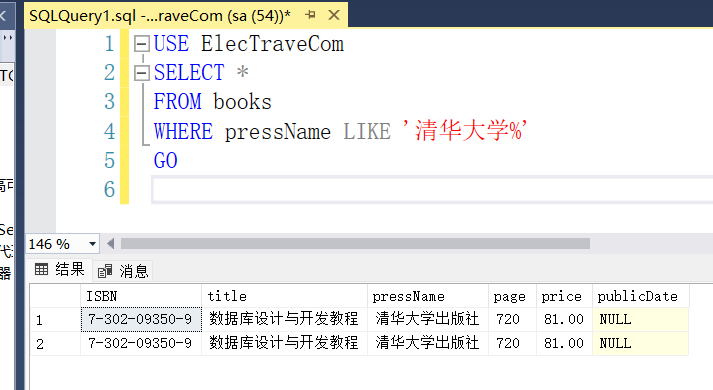 SQLQuery1.sql -...raveCom (sa (54))*
1 USE ElecTraveCom
2 SELECT *
3 FROM books
4 WHERE pressName LIKE '清华大学%'
5 GO
6
146 %
结果 消息
ISBN title pressName page price publicDate
1 7-302-09350-9 数据库设计与开发教程 清华大学出版社 720 81.00 NULL
2 7-302-09350-9 数据库设计与开发教程 清华大学出版社 720 81.00 NULL